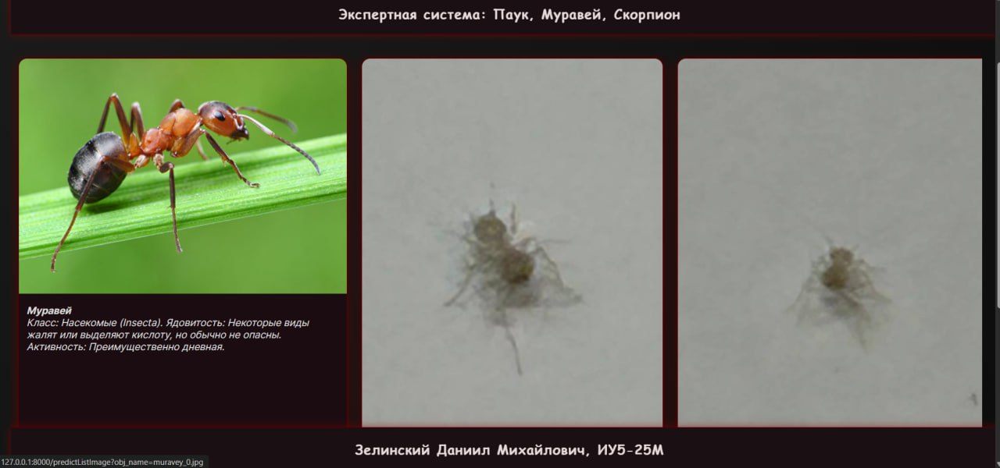 Экспертная система: Паук, Муравей, Скорпион
Муравей
Класс: Насекомые (Insecta). Ядовитость: Некоторые виды
жалят или выделяют кислоту, но обычно не опасны.
Активность: Преимущественно дневная.
Зелинский Даниил Михайлович, ИУ5-25М
127.0.0.1:8000/predictListImage?obj_name=muravey_0.jpg